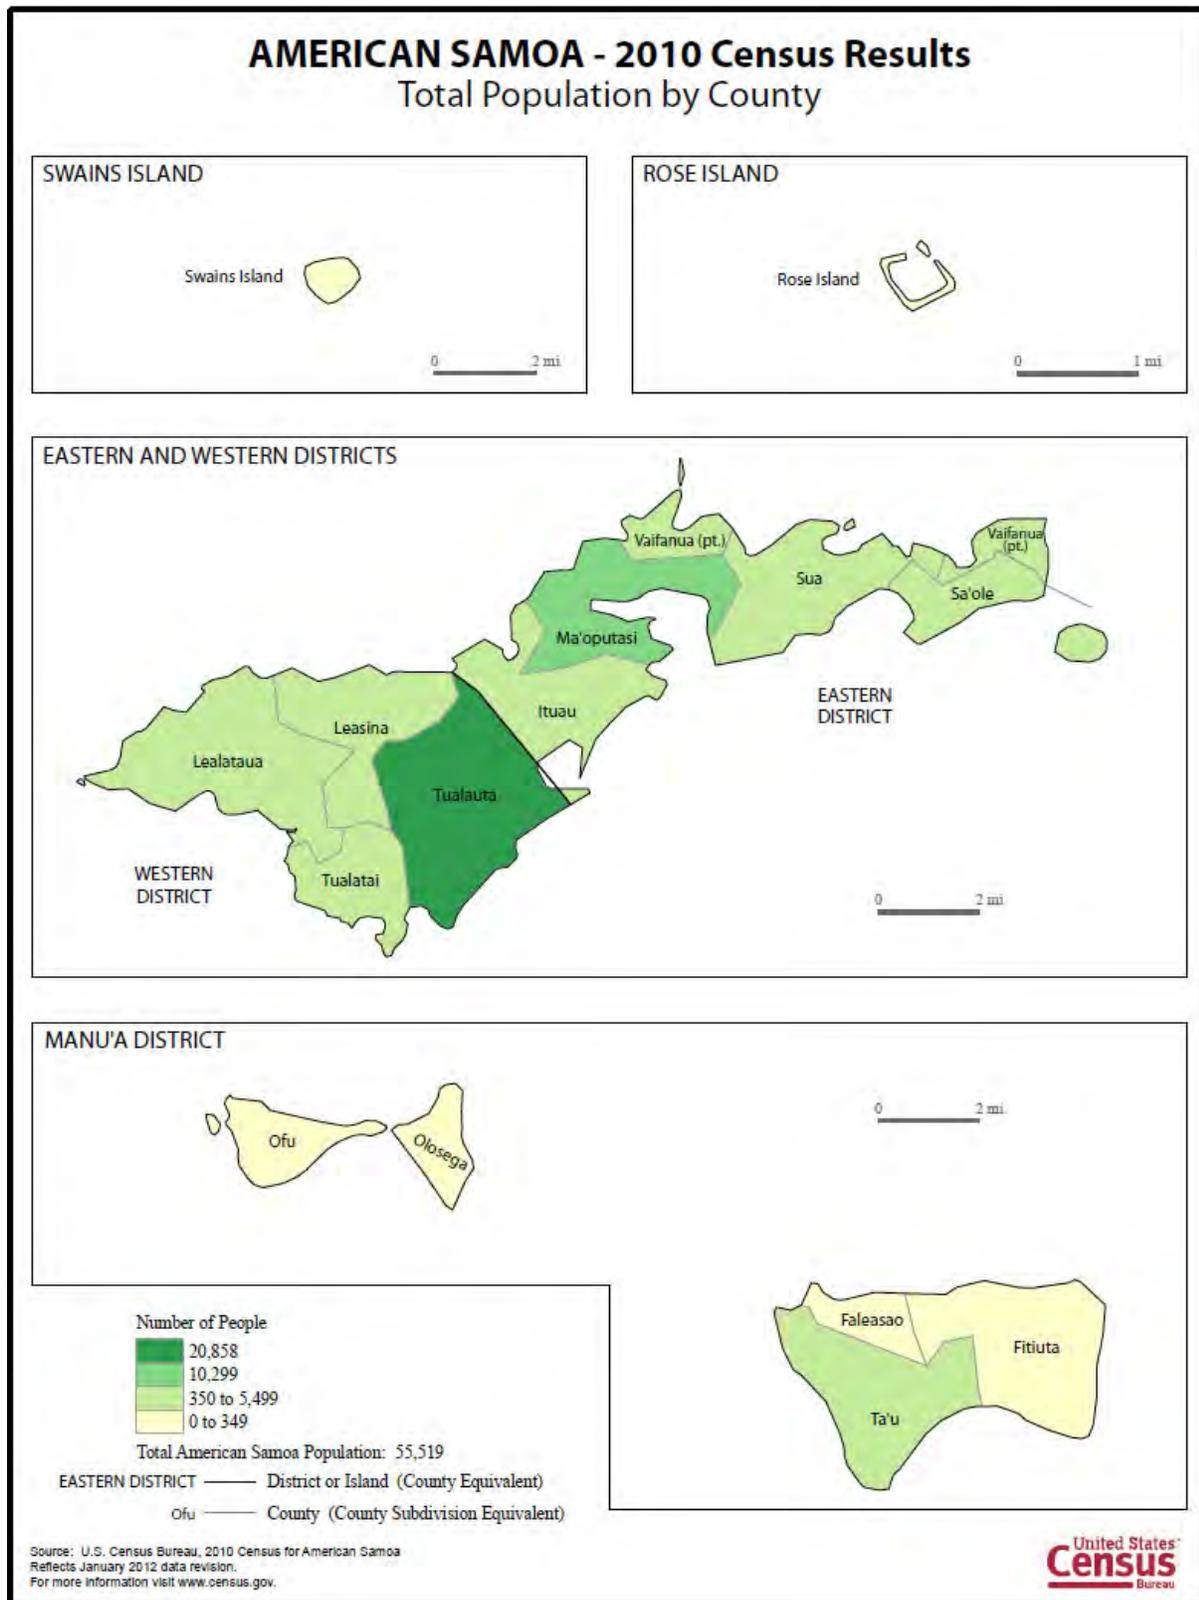 AMERICAN SAMOA - 2010 Census Results
Total Population by County
SWAINS ISLAND
Swains Island
0 2 mi
ROSE ISLAND
Rose Island
0 1 mi
EASTERN AND WESTERN DISTRICTS
Vaifanua (pt.)
Vaifanua
(pt.)
Sua
Sa'ole
Ma'oputasi
EASTERN
DISTRICT
Ituau
Leasina
Lealataua
Tualauta
WESTERN
DISTRICT
Tualatai
0 2 mi
MANU'A DISTRICT
0 2 mi
Ofu
Olosega
Faleasao
Fitiuta
Ta'u
Number of People
20,858
10,299
350 to 5,499
0 to 349
Total American Samoa Population: 55,519
EASTERN DISTRICT District or Island (County Equivalent)
Ofu County (County Subdivision Equivalent)
Source: U.S. Census Bureau, 2010 Census for American Samoa
Reflects January 2012 data revision.
For more information visit www.census.gov.
United States
Census
Bureau